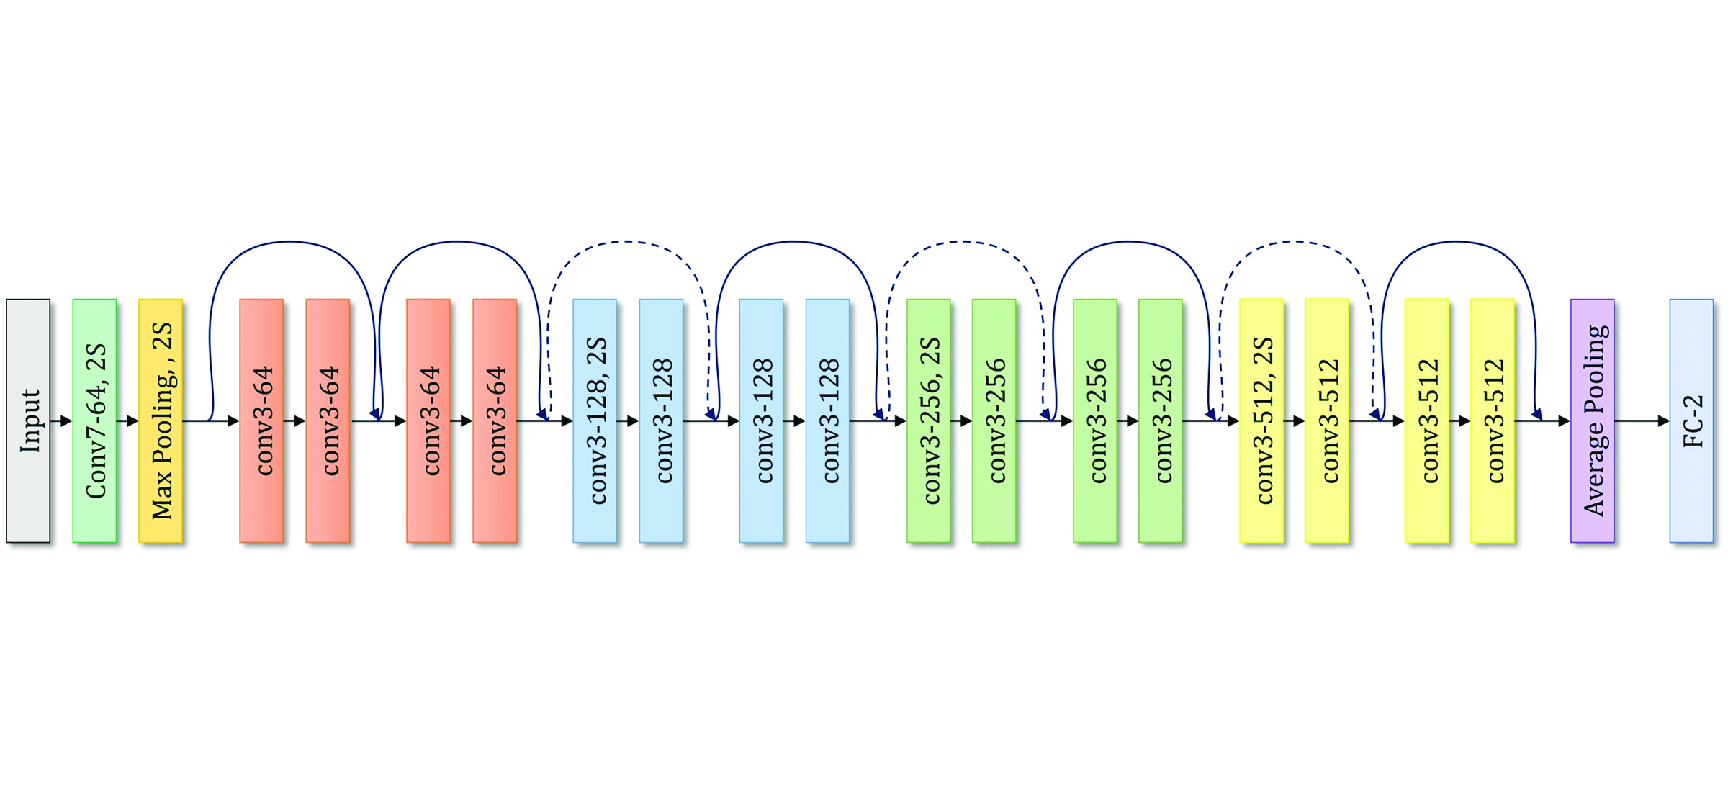 Input
Conv7-64, 2S
Max Pooling, , 2S
conv3-64
conv3-64
conv3-64
conv3-64
conv3-128, 2S
conv3-128
conv3-128
conv3-128
conv3-256, 2S
conv3-256
conv3-256
conv3-256
conv3-512, 2S
conv3-512
conv3-512
conv3-512
Average Pooling
FC-2